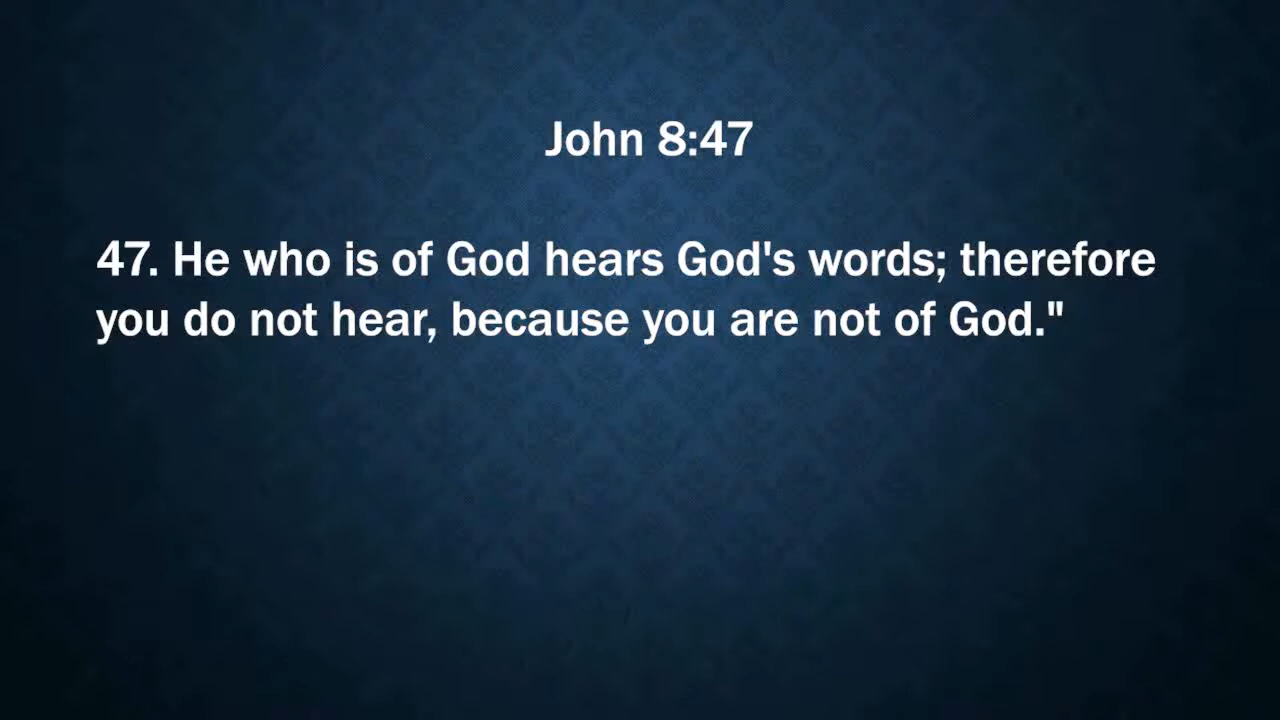 John 8:47
47. He who is of God hears God's words; therefore
you do not hear, because you are not of God."